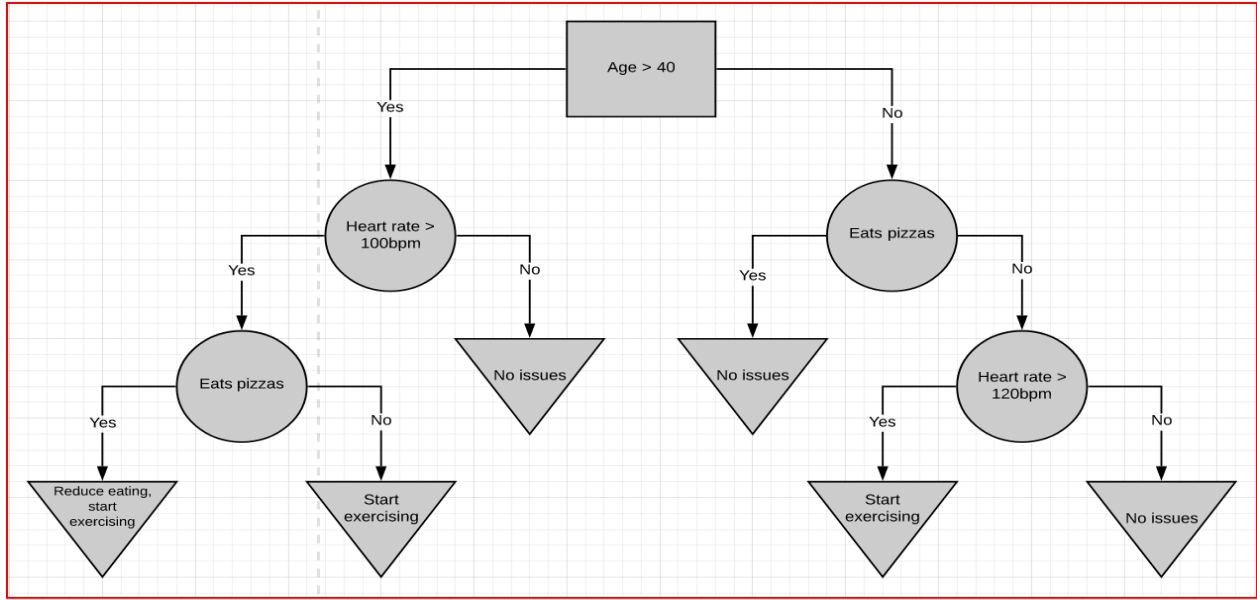 Age > 40
Yes
No
Heart rate >
100bpm
Eats pizzas
Yes
No
Yes
No
Eats pizzas
No issues
No issues
Heart rate >
120bpm
Yes
No
Yes
No
Reduce eating,
start
exercising
Start
exercising
Start
exercising
No issues